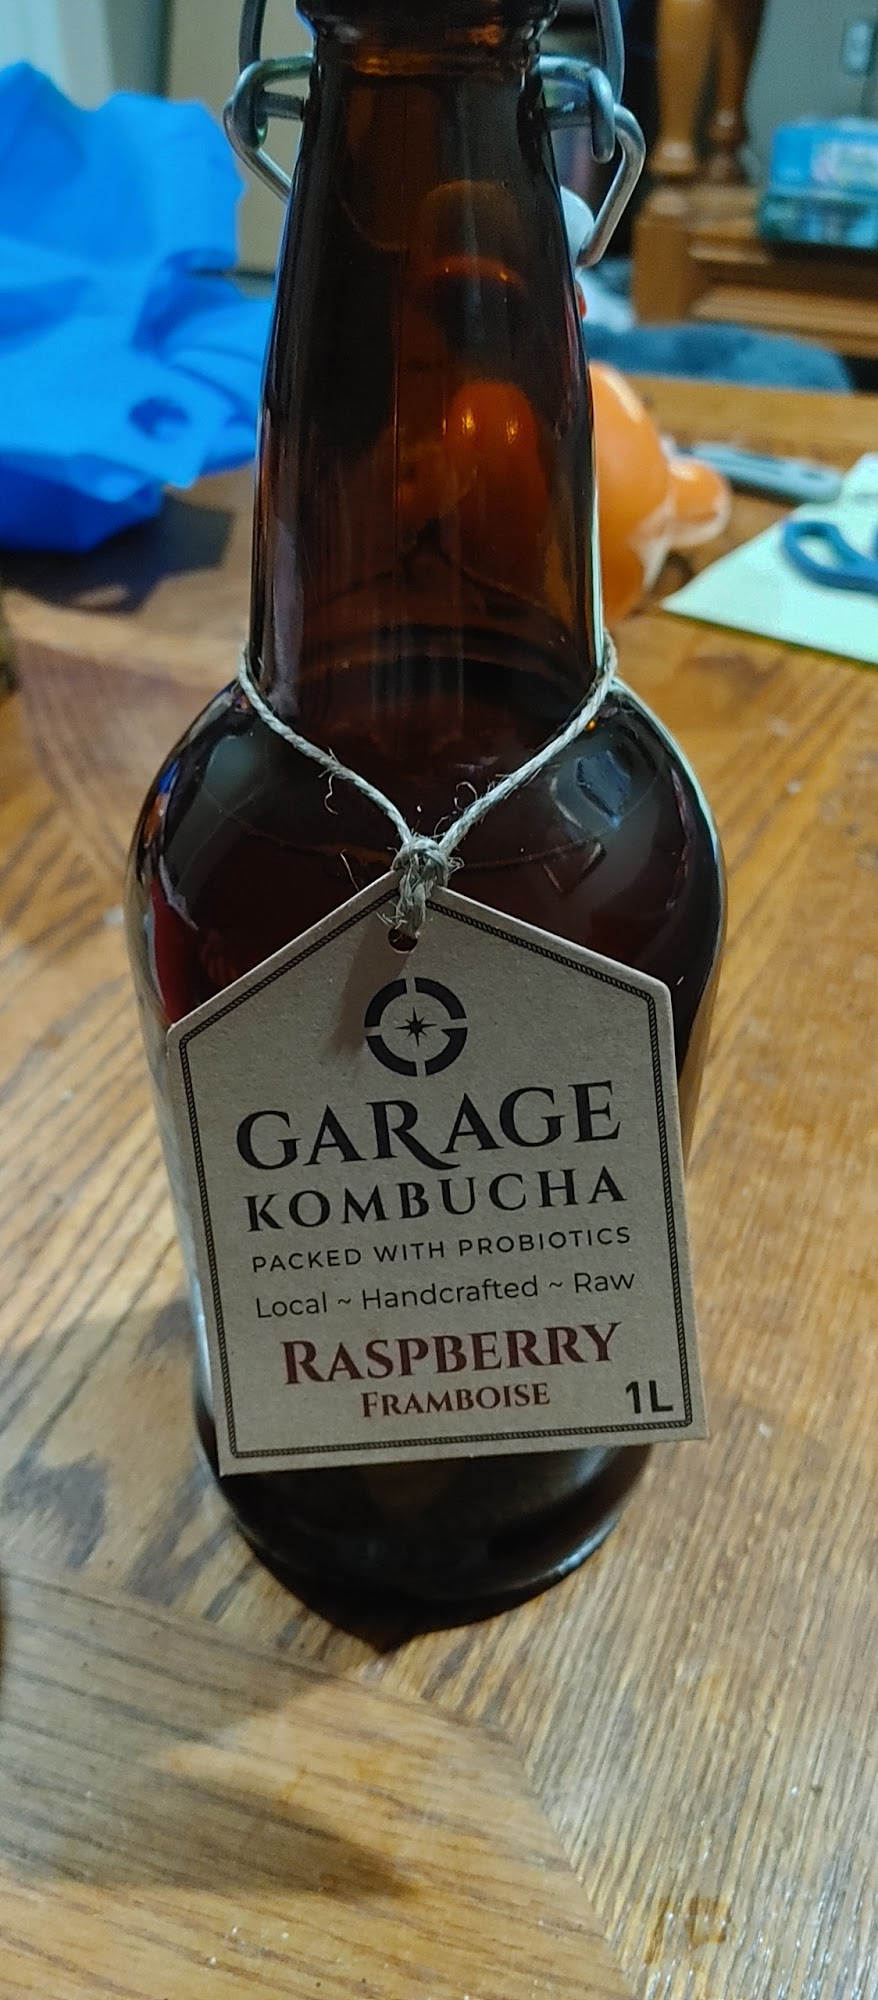 GARAGE
KOMBUCHA
PACKED WITH PROBIOTICS
Local ~ Handcrafted ~ Raw
RASPBERRY
FRAMBOISE
1L